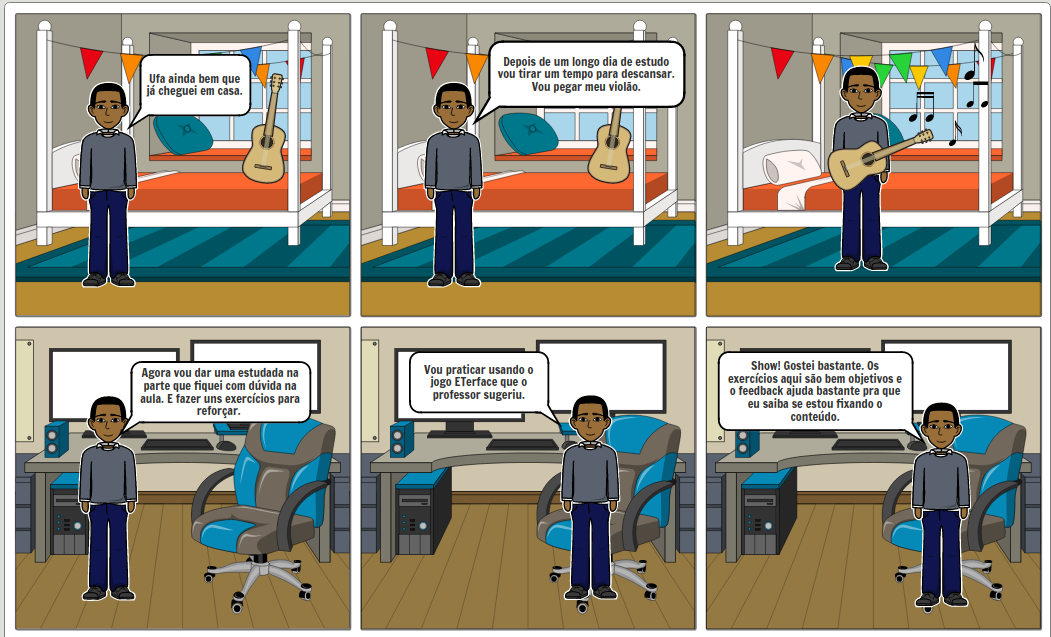 Ufa ainda bem que
já cheguei em casa.
Depois de um longo dia de estudo
vou tirar um tempo para descansar.
Vou pegar meu violão.
Agora vou dar uma estudada na
parte que fiquei com dúvida na
aula. E fazer uns exercícios para
reforçar.
Vou praticar usando o
jogo ETerface que o
professor sugeriu.
Show! Gostei bastante. Os
exercícios aqui são bem objetivos e
o feedback ajuda bastante pra que
eu saiba se estou fixando o
conteúdo.